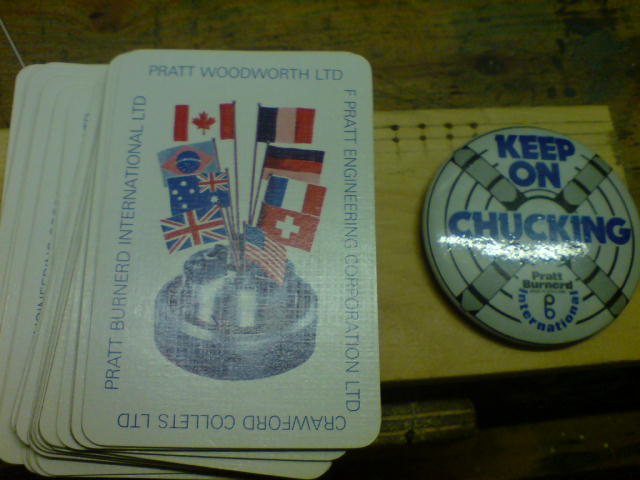 PRATT WOODWORTH LTD
F PRATT ENGINEERING CORPORATION LTD
CRAWFORD COLLETS LTD
PRATT BURNERD INTERNATIONAL LTD
KEEP
ON
CHUCKING
Pratt
Burnerd
International